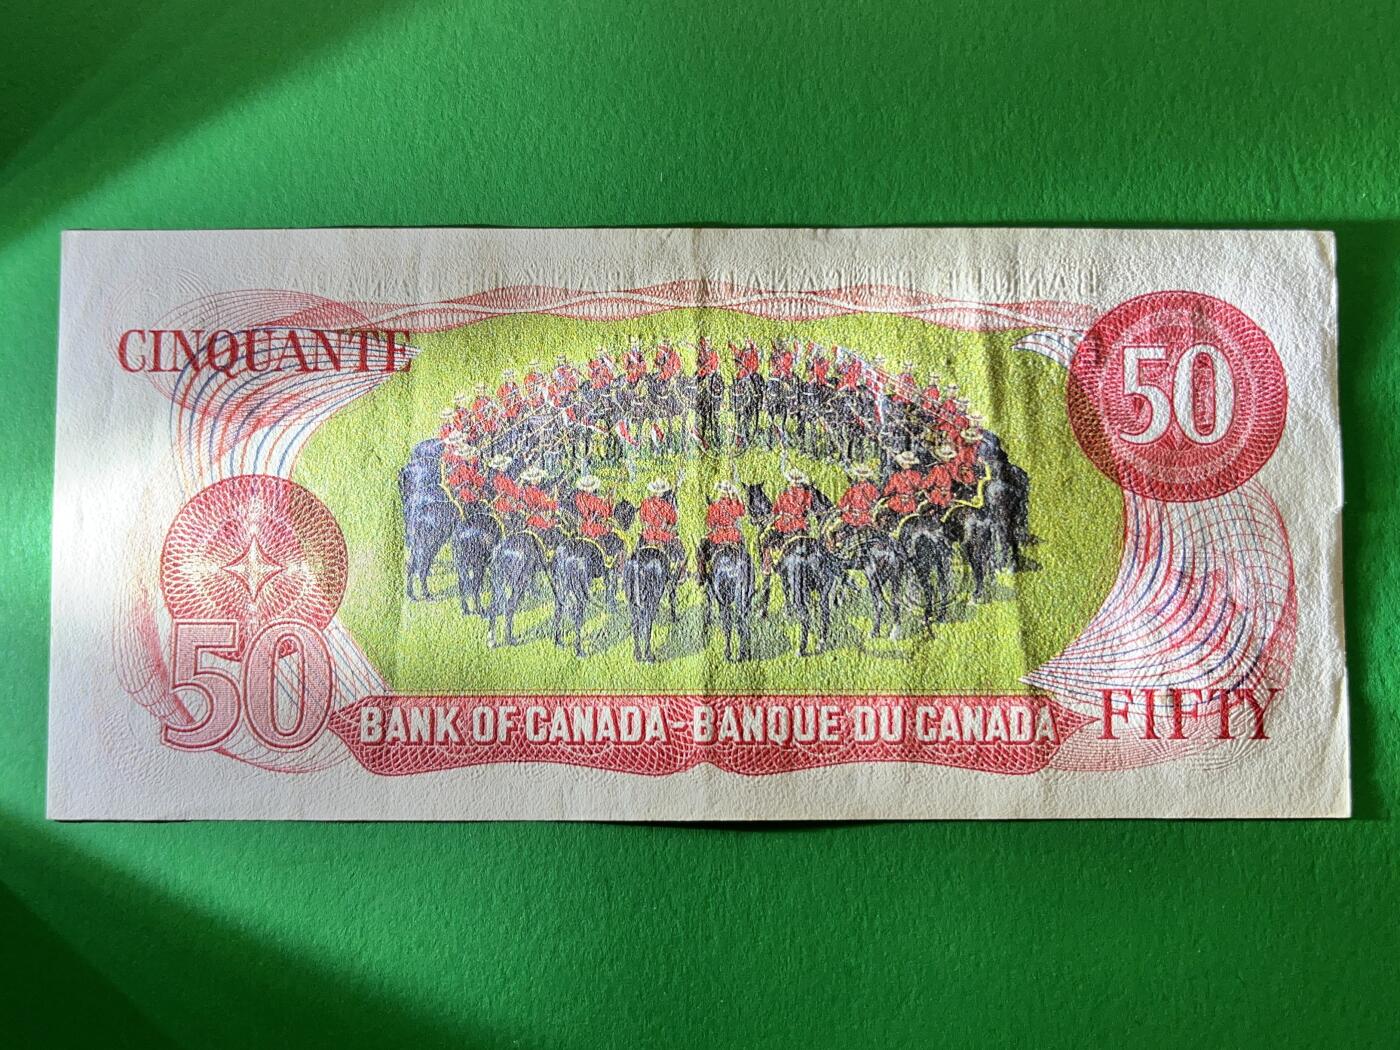 CINQUANTE
50
50
BANK OF CANADA-BANQUE DU CANADA
FIFTY